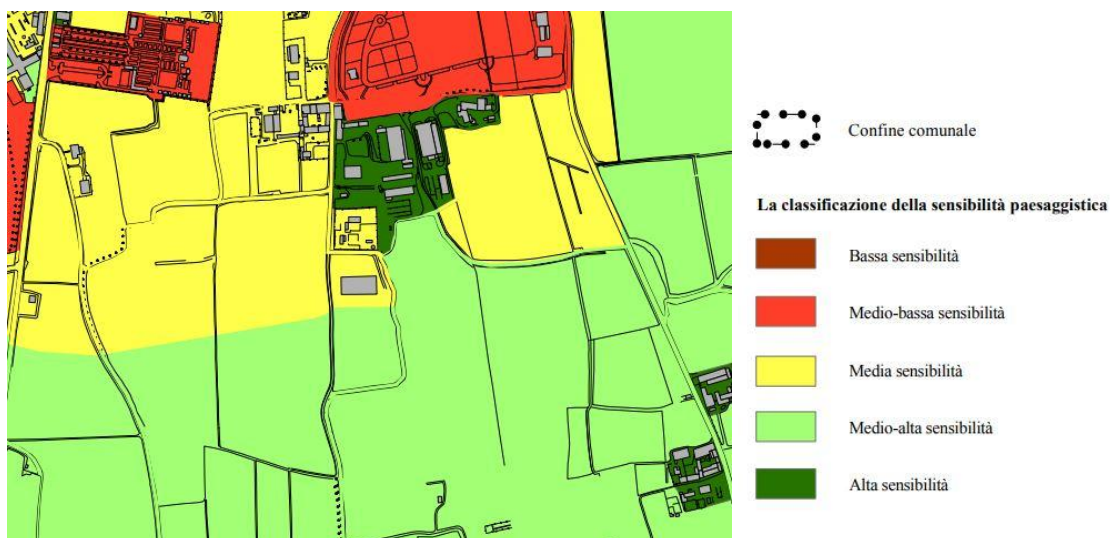 Confine comunale
La classificazione della sensibilità paesaggistica
Bassa sensibilità
Medio-bassa sensibilità
Media sensibilità
Medio-alta sensibilità
Alta sensibilità